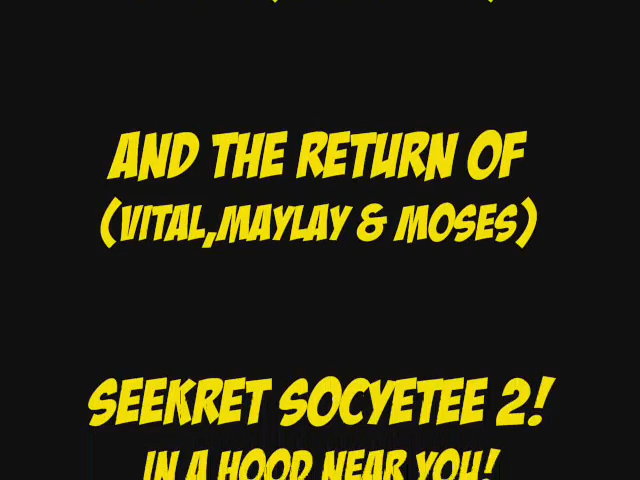 AND THE RETURN OF
(VITAL,MAYLAY & MOSES)
SEEKRET SOCYETEE 2!
IN A HOOD NEAR YOU!